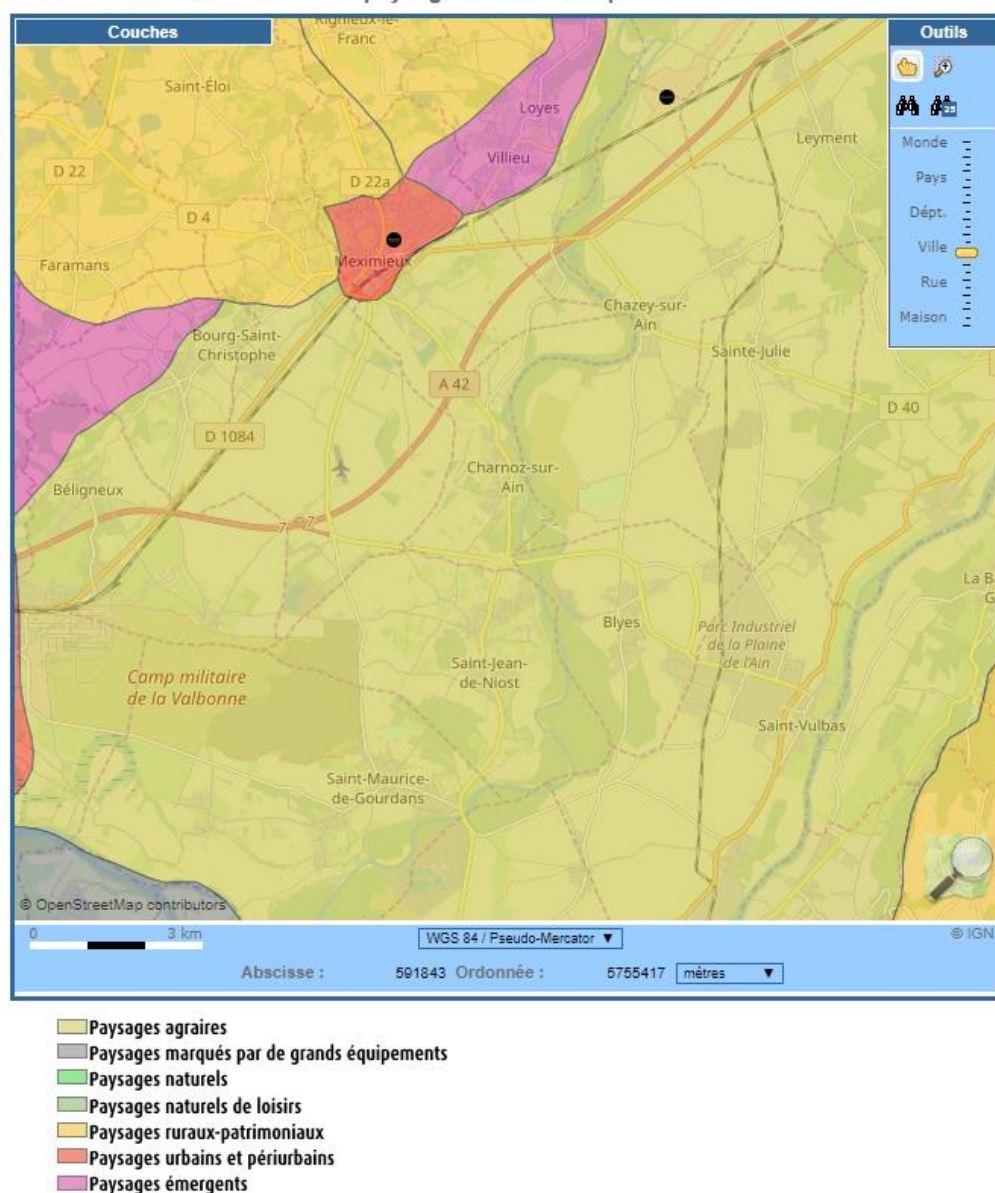 Couches
Outils
Rignieux-le-
Franc
Saint-Éloi
Loyes
Leyment
Monde
Villieu
D 22
D 22a
Pays
Dépt.
D 4
Ville
Faramans
Meximieux
Rue
Chazey-sur-
Ain
Maison
Bourg-Saint-
Christophe
Sainte-Julie
A 42
D 40
D 1084
Charnoz-sur-
Ain
Béligneux
7
7
La B
G
Blyes
Parc Industriel
de la Plaine
de l'Ain
Saint-Jean-
de-Niost
Camp militaire
de la Valbonne
Saint-Vulbas
Saint-Maurice-
de-Gourdans
© OpenStreetMap contributors
0 3 km
WGS 84 / Pseudo-Mercator ▼
© IGN
Abscisse : 591843 Ordonnée : 5755417 mètres ▼
Paysages agraires
Paysages marqués par de grands équipements
Paysages naturels
Paysages naturels de loisirs
Paysages ruraux-patrimoniaux
Paysages urbains et périurbains
Paysages émergents